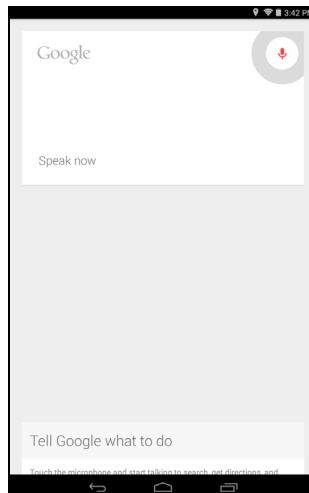 3:42 PM
Google
Speak now
Tell Google what to do
Touch the microphone and start talking to search, get directions, and